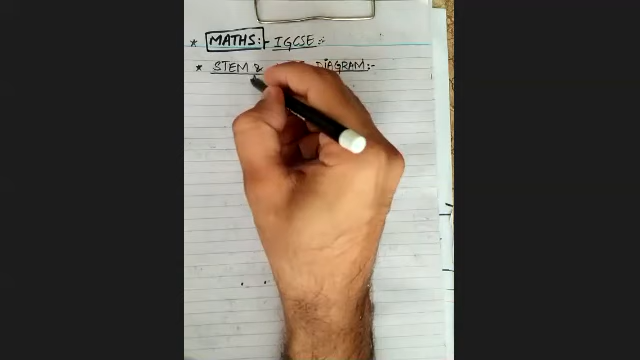 * MATHS:- IGCSE:-
* STEM & DIAGRAM:-